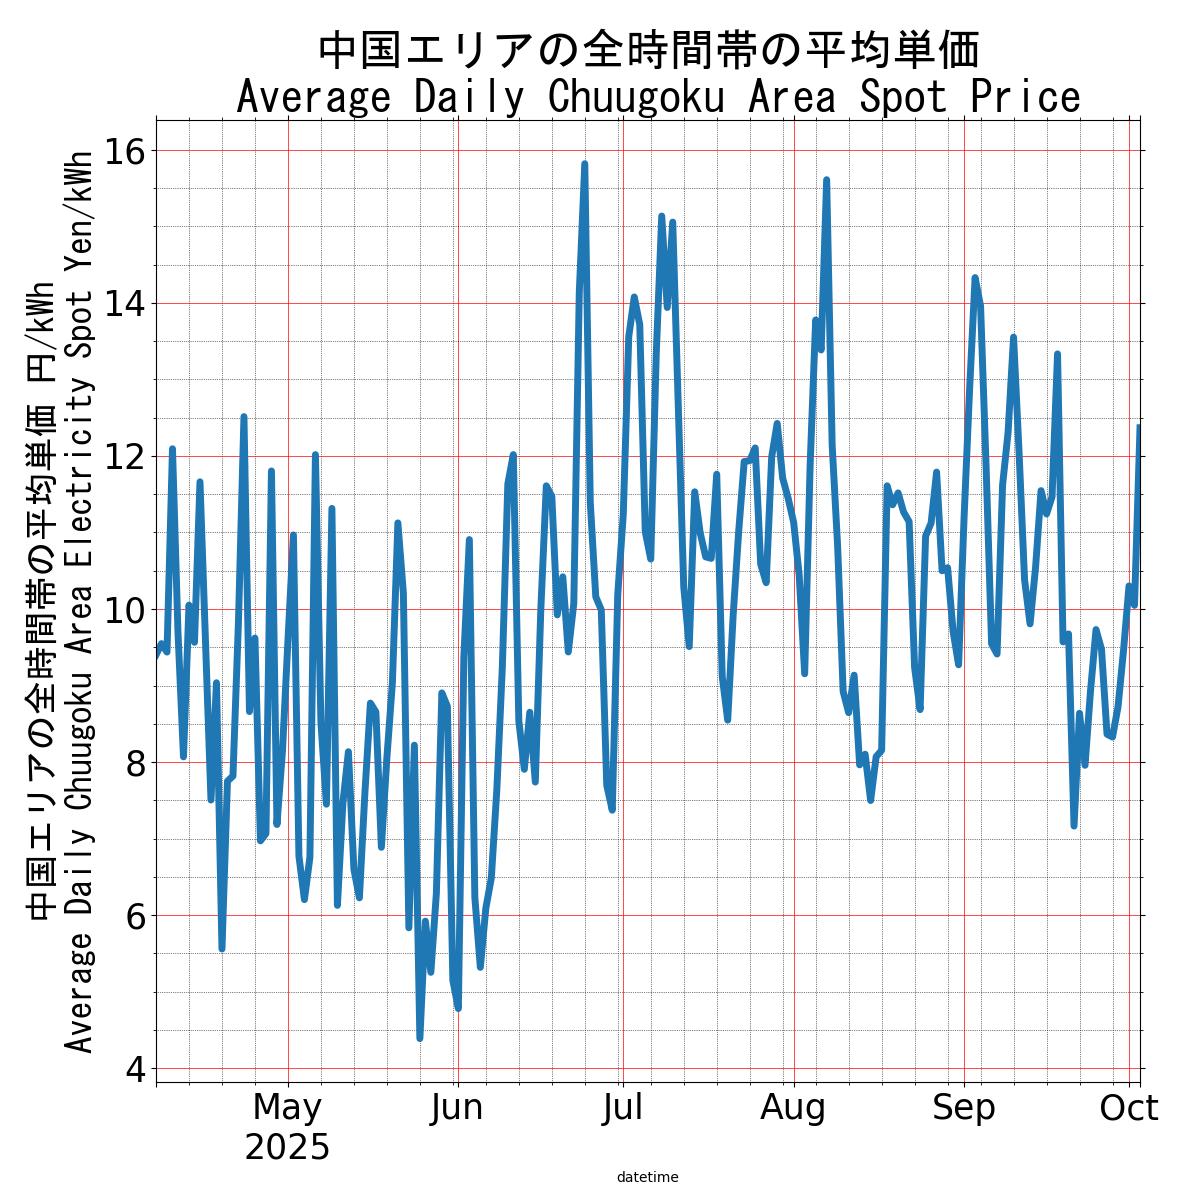 中国エリアの全時間帯の平均単価
Average Daily Chuugoku Area Spot Price
中国エリアの全時間帯の平均単価 円/kWh
Average Daily Chuugoku Area Electricity Spot Yen/kWh
16
14
12
10
8
6
4
May
2025
Jun
Jul
Aug
Sep
Oct
datetime